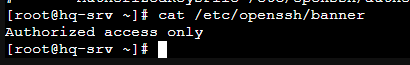 [root@hq-srv ~]# cat /etc/openssh/banner
Authorized access only
[root@hq-srv ~]#